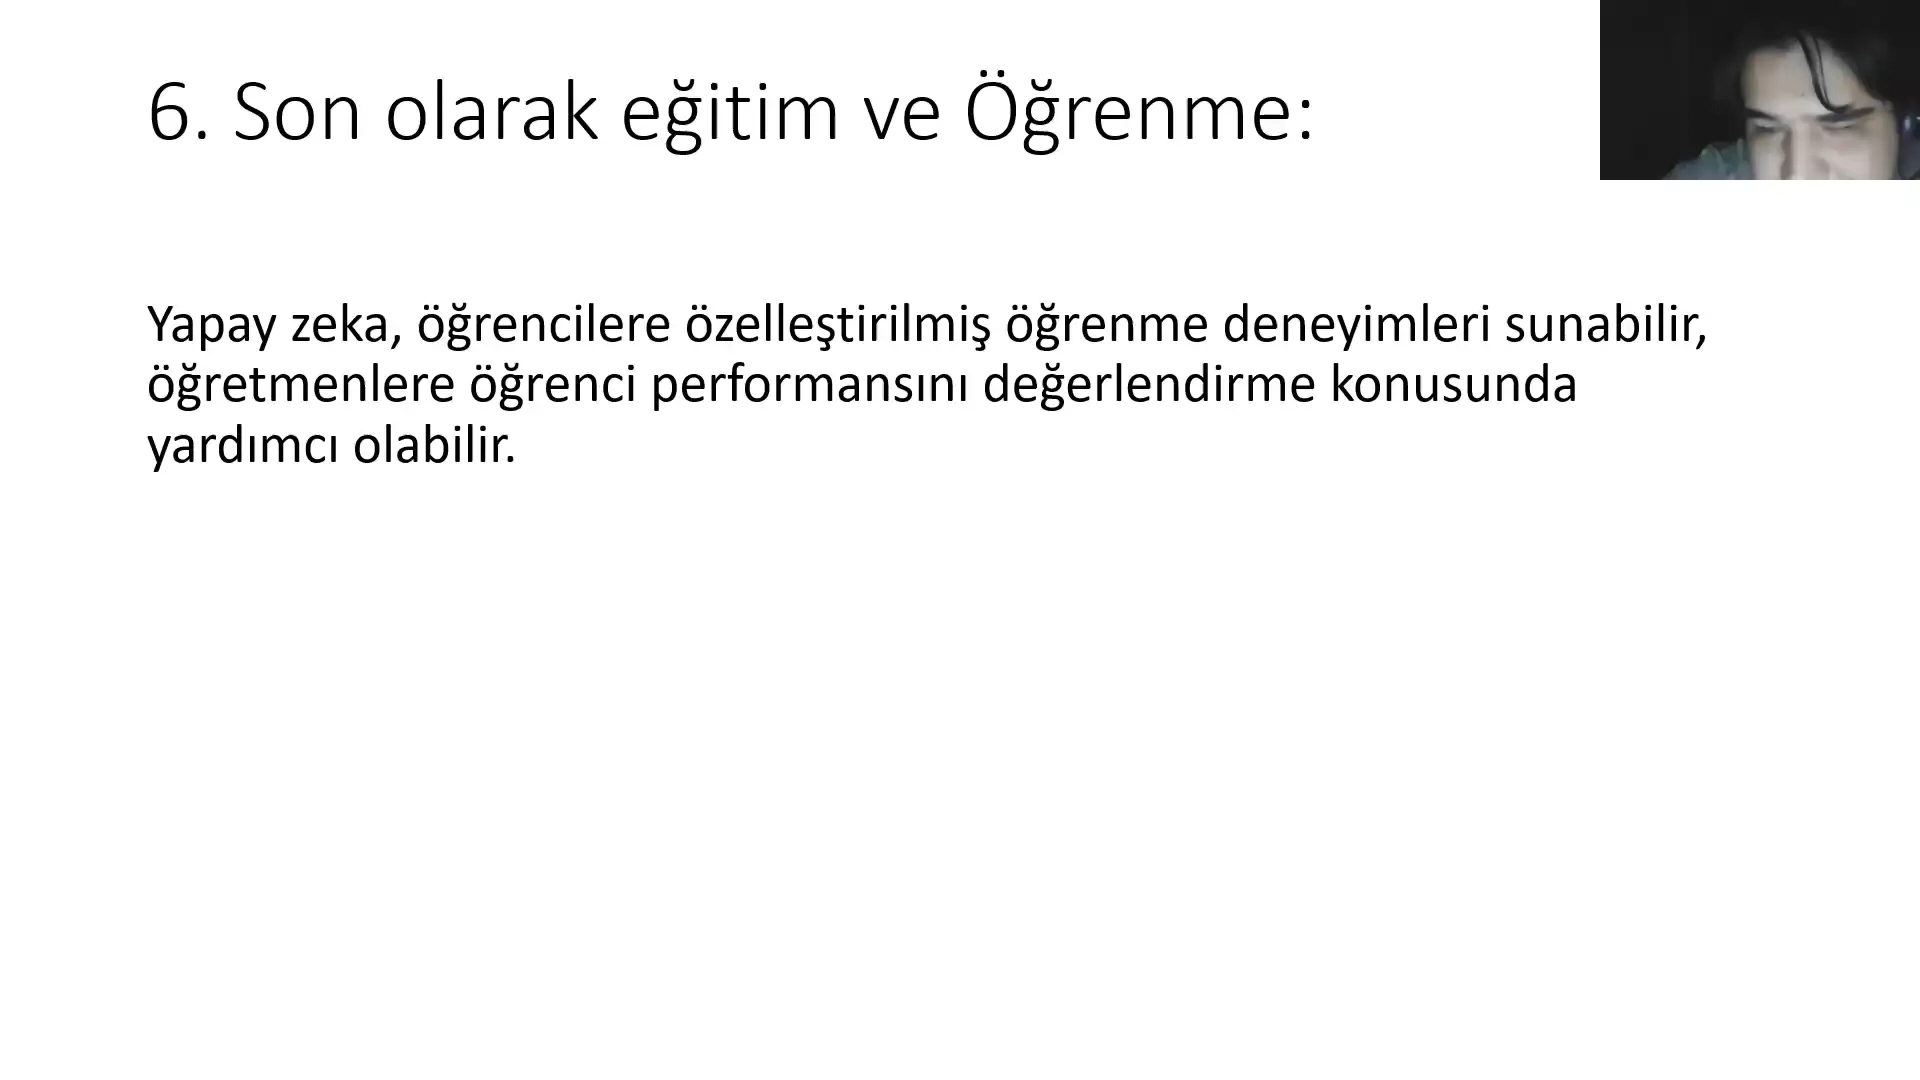 6. Son olarak eğitim ve Öğrenme:
Yapay zeka, öğrencilere özelleştirilmiş öğrenme deneyimleri sunabilir,
öğretmenlere öğrenci performansını değerlendirme konusunda
yardımcı olabilir.